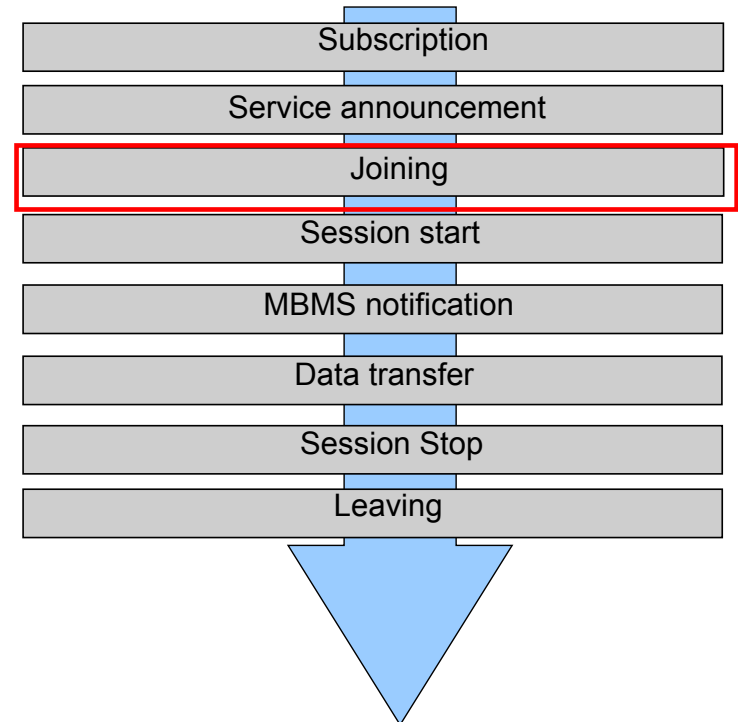 Subscription
Service announcement
Joining
Session start
MBMS notification
Data transfer
Session Stop
Leaving